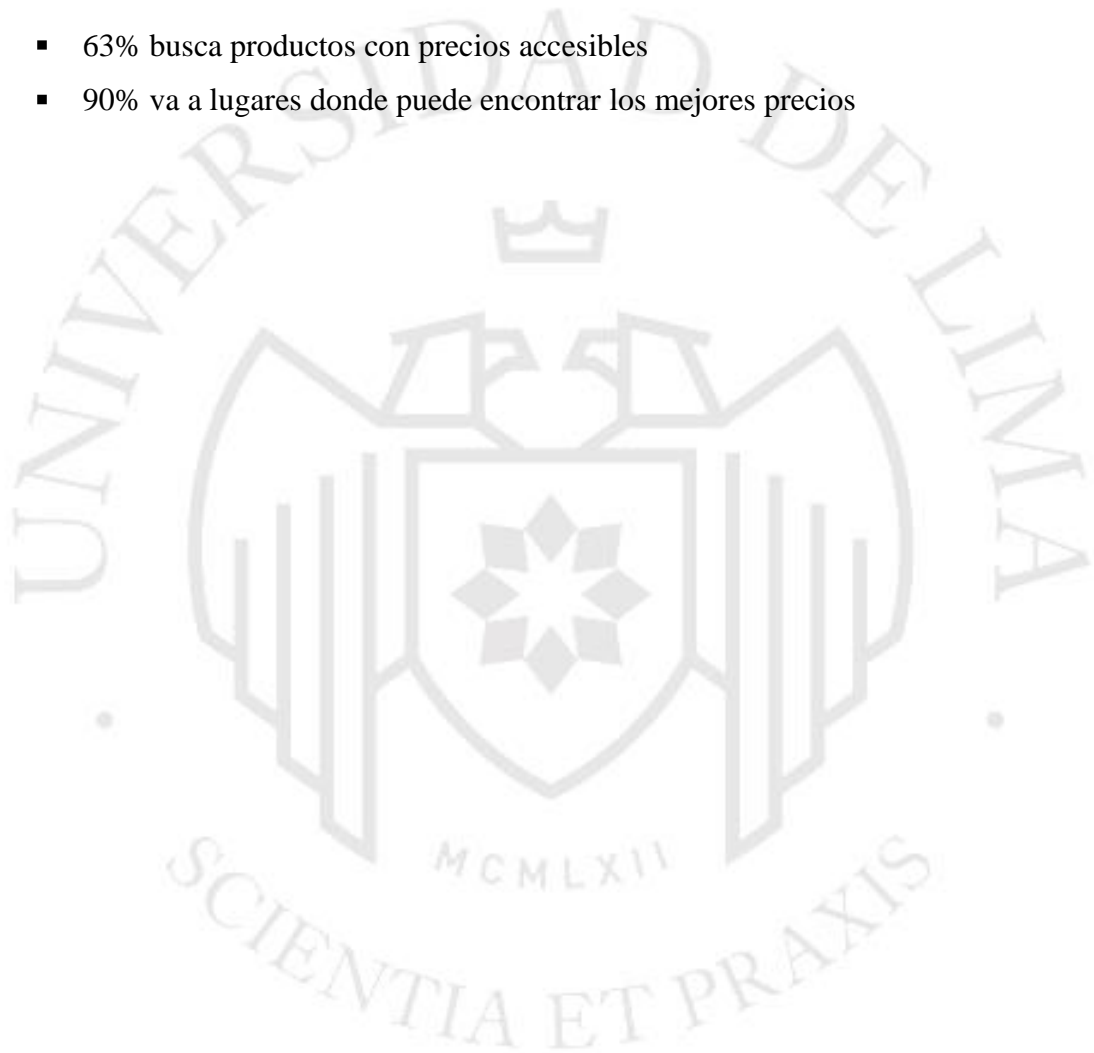 ▪ 63% busca productos con precios accesibles
▪ 90% va a lugares donde puede encontrar los mejores precios
UNIVERSIDAD DE LIMA
MCMLXII
SCIENTIA ET PRAXIS